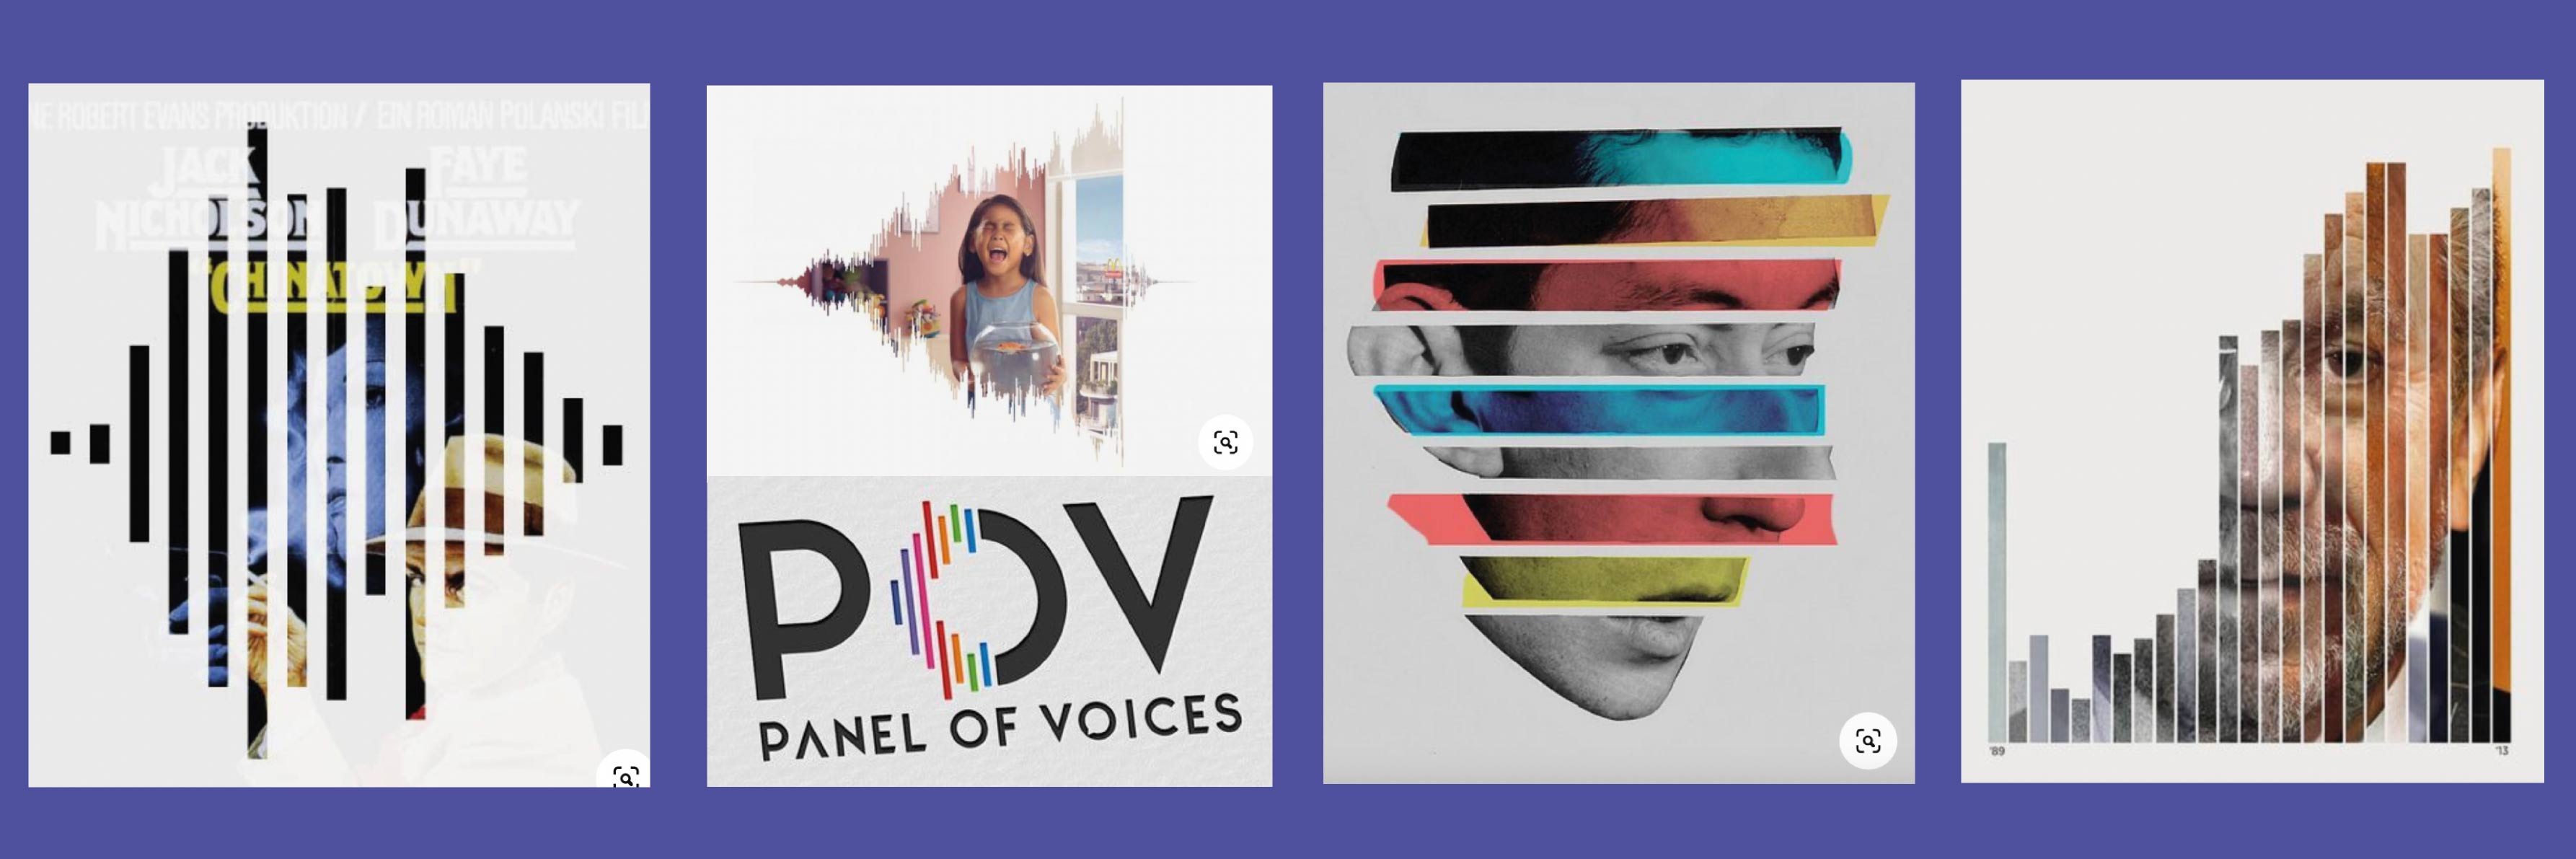 NE ROBERT EVANS PRODUKTION / EIN ROMAN POLANSKI FIL
JACK
NICHOLSON
FAYE
DUNAWAY
"CHINATOWN"
POV
PANEL OF VOICES
'89
'13